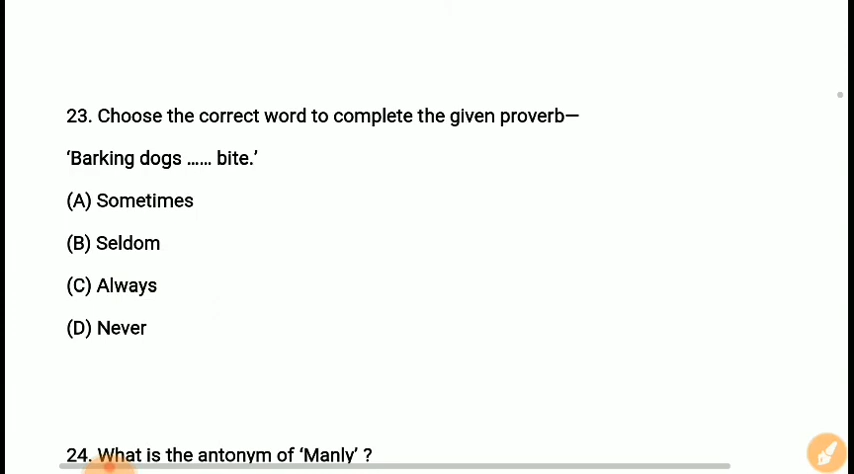 23. Choose the correct word to complete the given proverb—
‘Barking dogs ...... bite.’
(A) Sometimes
(B) Seldom
(C) Always
(D) Never
24. What is the antonym of ‘Manly’ ?